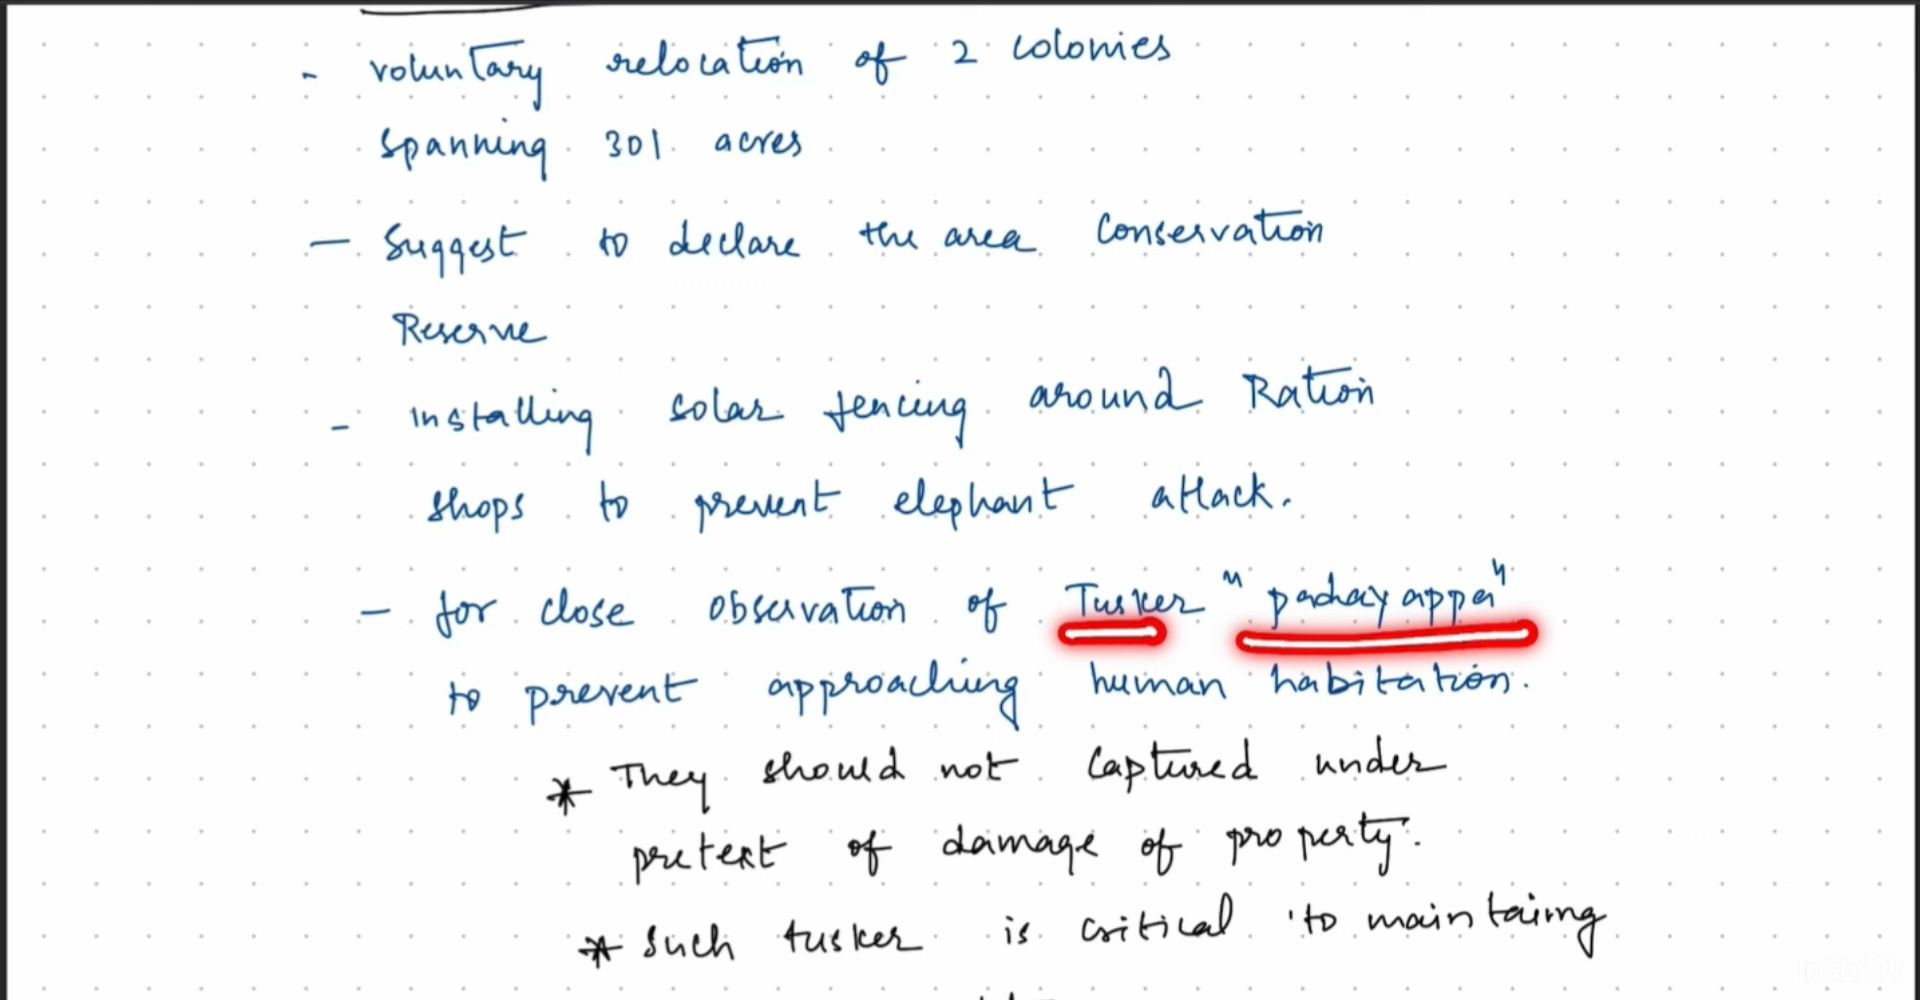 - voluntary relocation of 2 colonies
spanning 301 acres
- Suggest to declare the area Conservation
Reserve
- Installing solar fencing around Ration
shops to prevent elephant attack.
- for close observation of Tusker "padayappa"
to prevent approaching human habitation.
* They should not captured under
pretext of damage of property.
* Such tusker is critical to maintaining